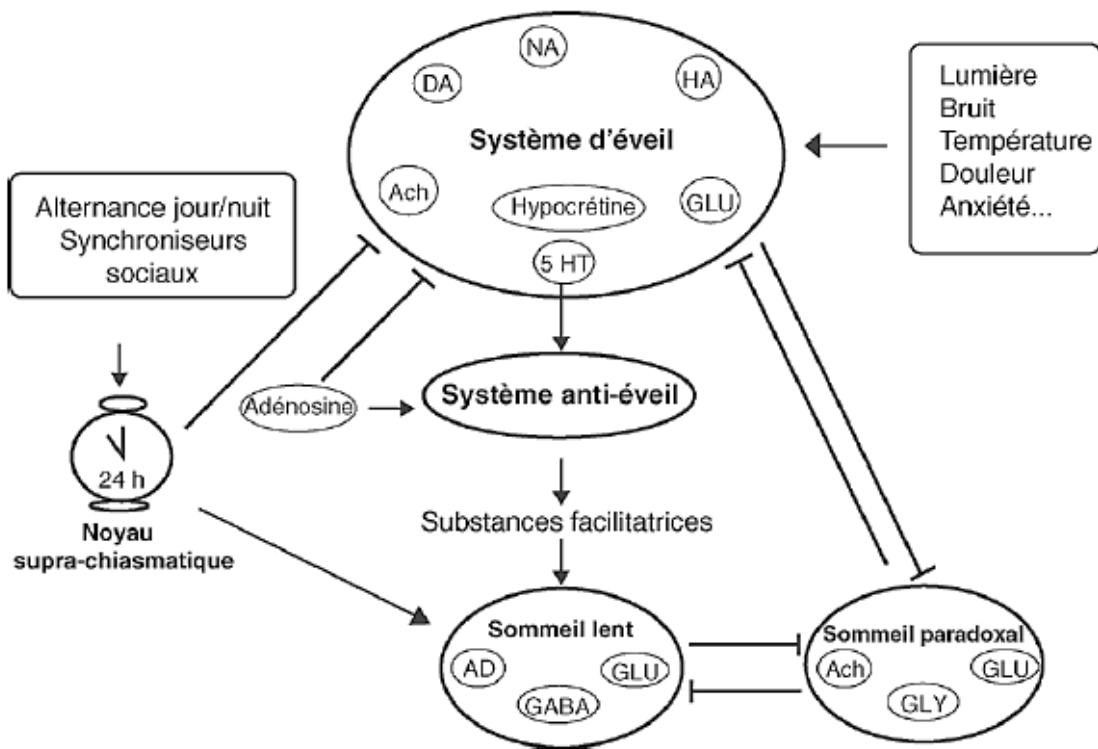 NA
DA
HA
Système d'éveil
Ach
Hypocrétine
GLU
5 HT
Lumière
Bruit
Température
Douleur
Anxiété...
Alternance jour/nuit
Synchroniseurs
sociaux
Adénosine
Système anti-éveil
24 h
Noyau
supra-chiasmatique
Substances facilitatrices
Sommeil lent
AD
GLU
GABA
Sommeil paradoxal
Ach
GLU
GLY